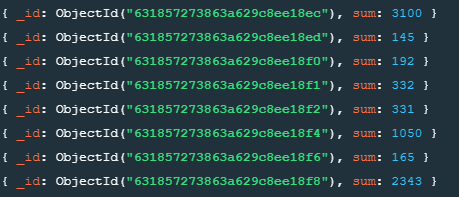 { _id: ObjectId("631857273863a629c8ee18ec"), sum: 3100 }
{ _id: ObjectId("631857273863a629c8ee18ed"), sum: 145 }
{ _id: ObjectId("631857273863a629c8ee18f0"), sum: 192 }
{ _id: ObjectId("631857273863a629c8ee18f1"), sum: 332 }
{ _id: ObjectId("631857273863a629c8ee18f2"), sum: 331 }
{ _id: ObjectId("631857273863a629c8ee18f4"), sum: 1050 }
{ _id: ObjectId("631857273863a629c8ee18f6"), sum: 165 }
{ _id: ObjectId("631857273863a629c8ee18f8"), sum: 2343 }